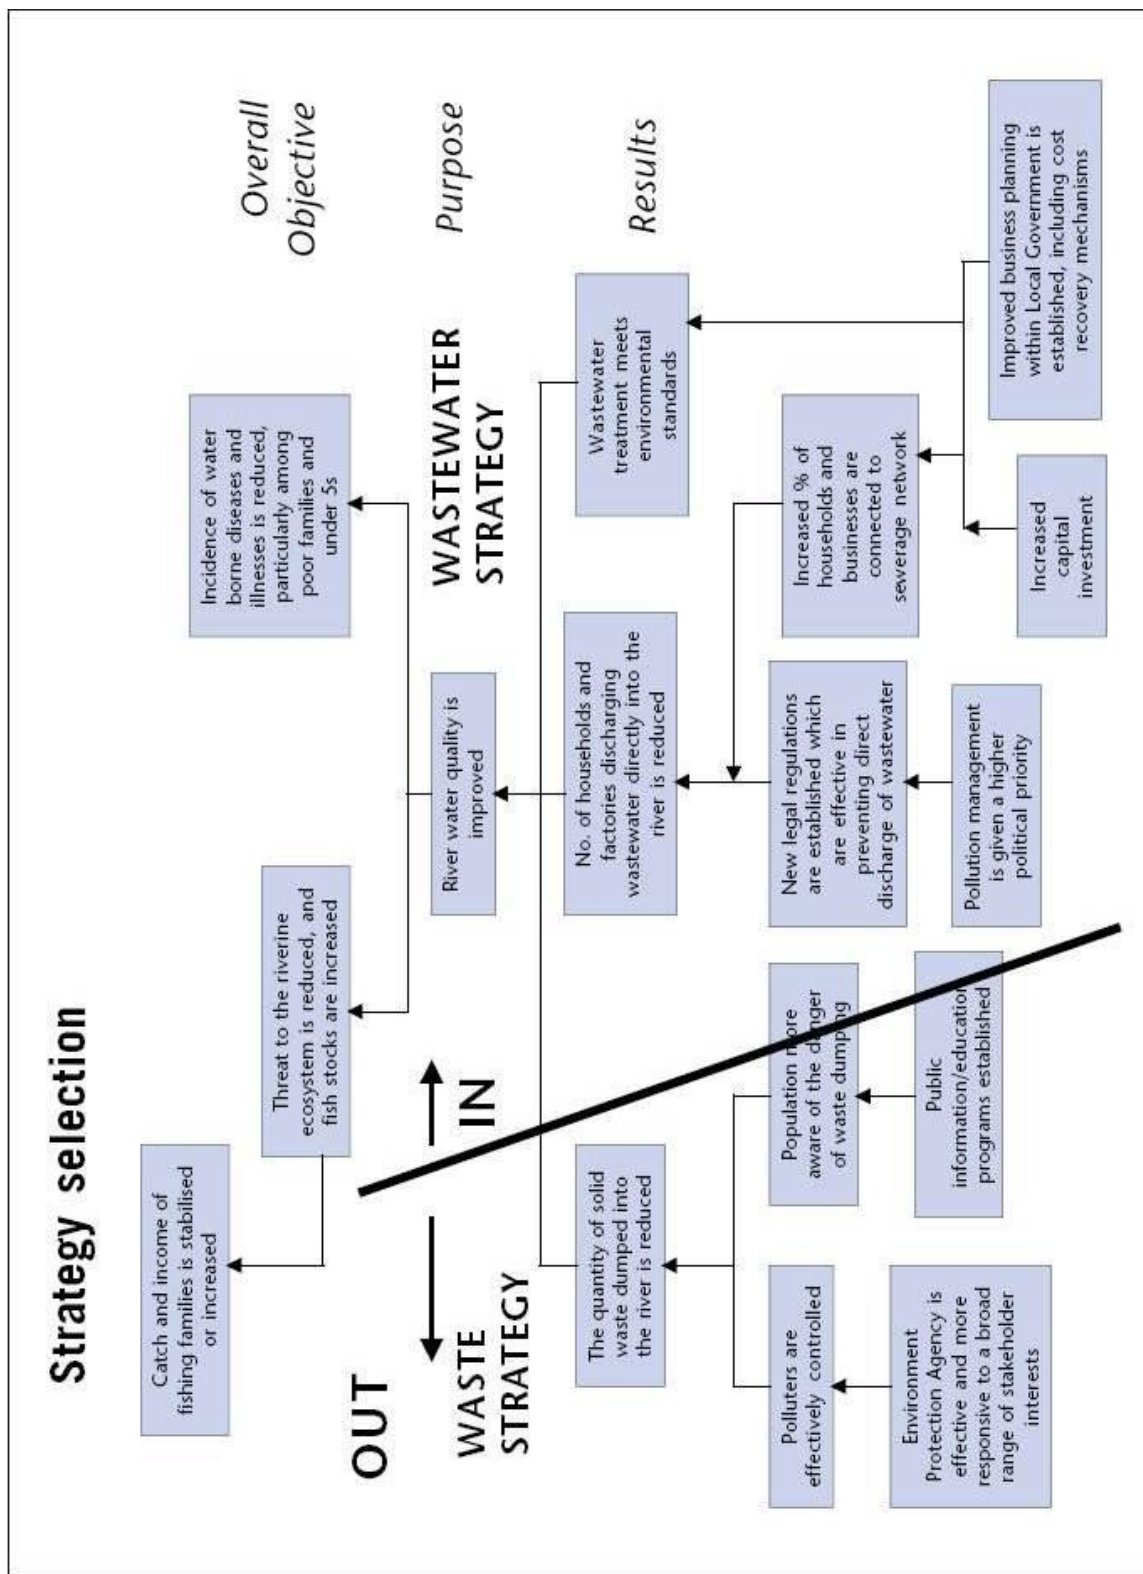 Strategy selection
Catch and income of
fishing families is stabilised
or increased
Threat to the riverine
ecosystem is reduced, and
fish stocks are increased
Incidence of water
borne diseases and
illnesses is reduced,
particularly among
poor families and
under 5s
Overall
Objective
OUT
IN
WASTE
STRATEGY
River water quality is
improved
WASTEWATER
STRATEGY
Purpose
The quantity of solid
waste dumped into
the river is reduced
No. of households and
factories discharging
wastewater directly into the
river is reduced
Wastewater
treatment meets
environmental
standards
Results
Polluters are
effectively controlled
Population more
aware of the danger
of waste dumping
New legal regulations
are established which
are effective in
preventing direct
discharge of wastewater
Increased % of
households and
businesses are
connected to
sewerage network
Environment
Protection Agency is
effective and more
responsive to a broad
range of stakeholder
interests
Public
information/education
programs established
Pollution management
is given a higher
political priority
Increased
capital
investment
Improved business planning
within Local Government is
established, including cost
recovery mechanisms